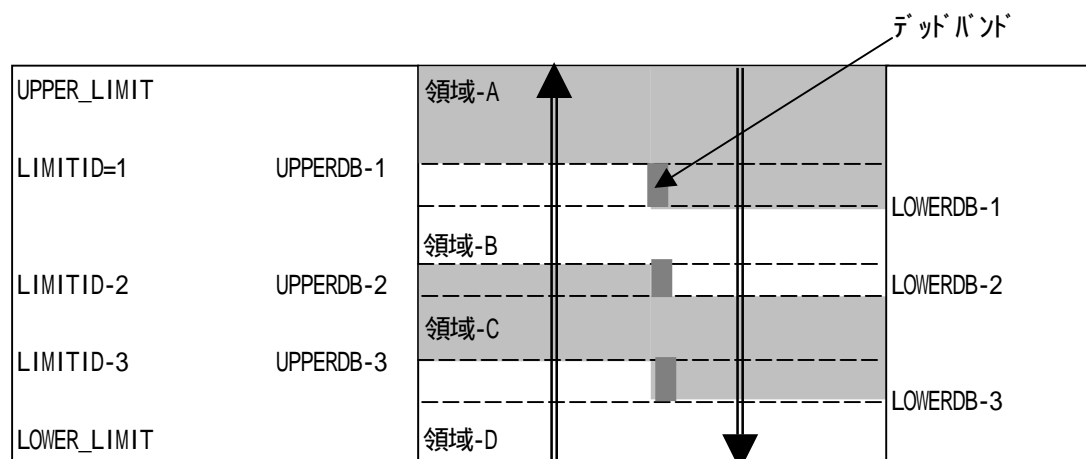 ﾃﾞｯﾄﾞﾊﾞﾝﾄﾞ
UPPER_LIMIT 領域-A
LIMITID=1 UPPERDB-1
LOWERDB-1
領域-B
LIMITID-2 UPPERDB-2 LOWERDB-2
領域-C
LIMITID-3 UPPERDB-3
LOWERDB-3
LOWER_LIMIT 領域-D